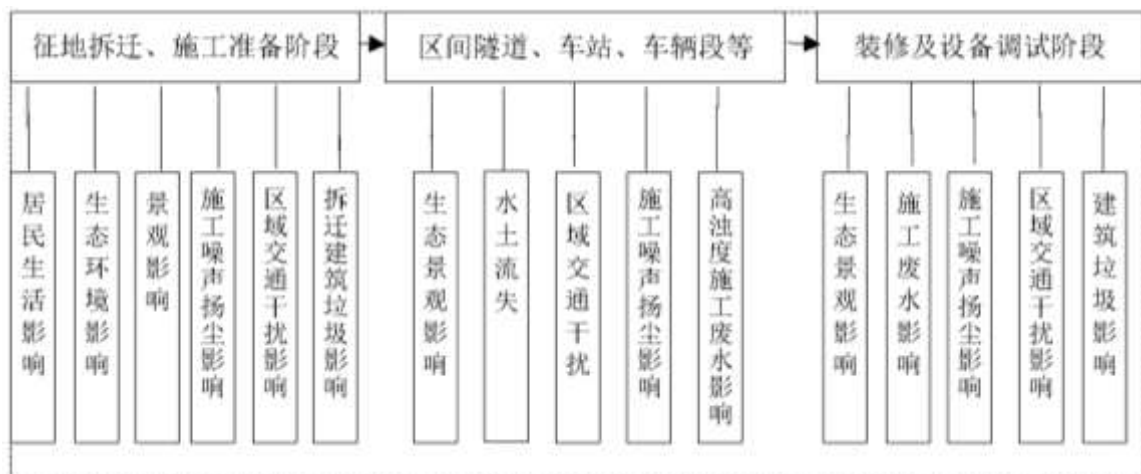 征地拆迁、施工准备阶段
区间隧道、车站、车辆段等
装修及设备调试阶段
居民生活影响
生态环境影响
景观影响
施工噪声扬尘影响
区域交通干扰影响
拆迁建筑垃圾影响
生态景观影响
水土流失
区域交通干扰
施工噪声扬尘影响
高浊度施工废水影响
生态景观影响
施工废水影响
施工噪声扬尘影响
区域交通干扰影响
建筑垃圾影响